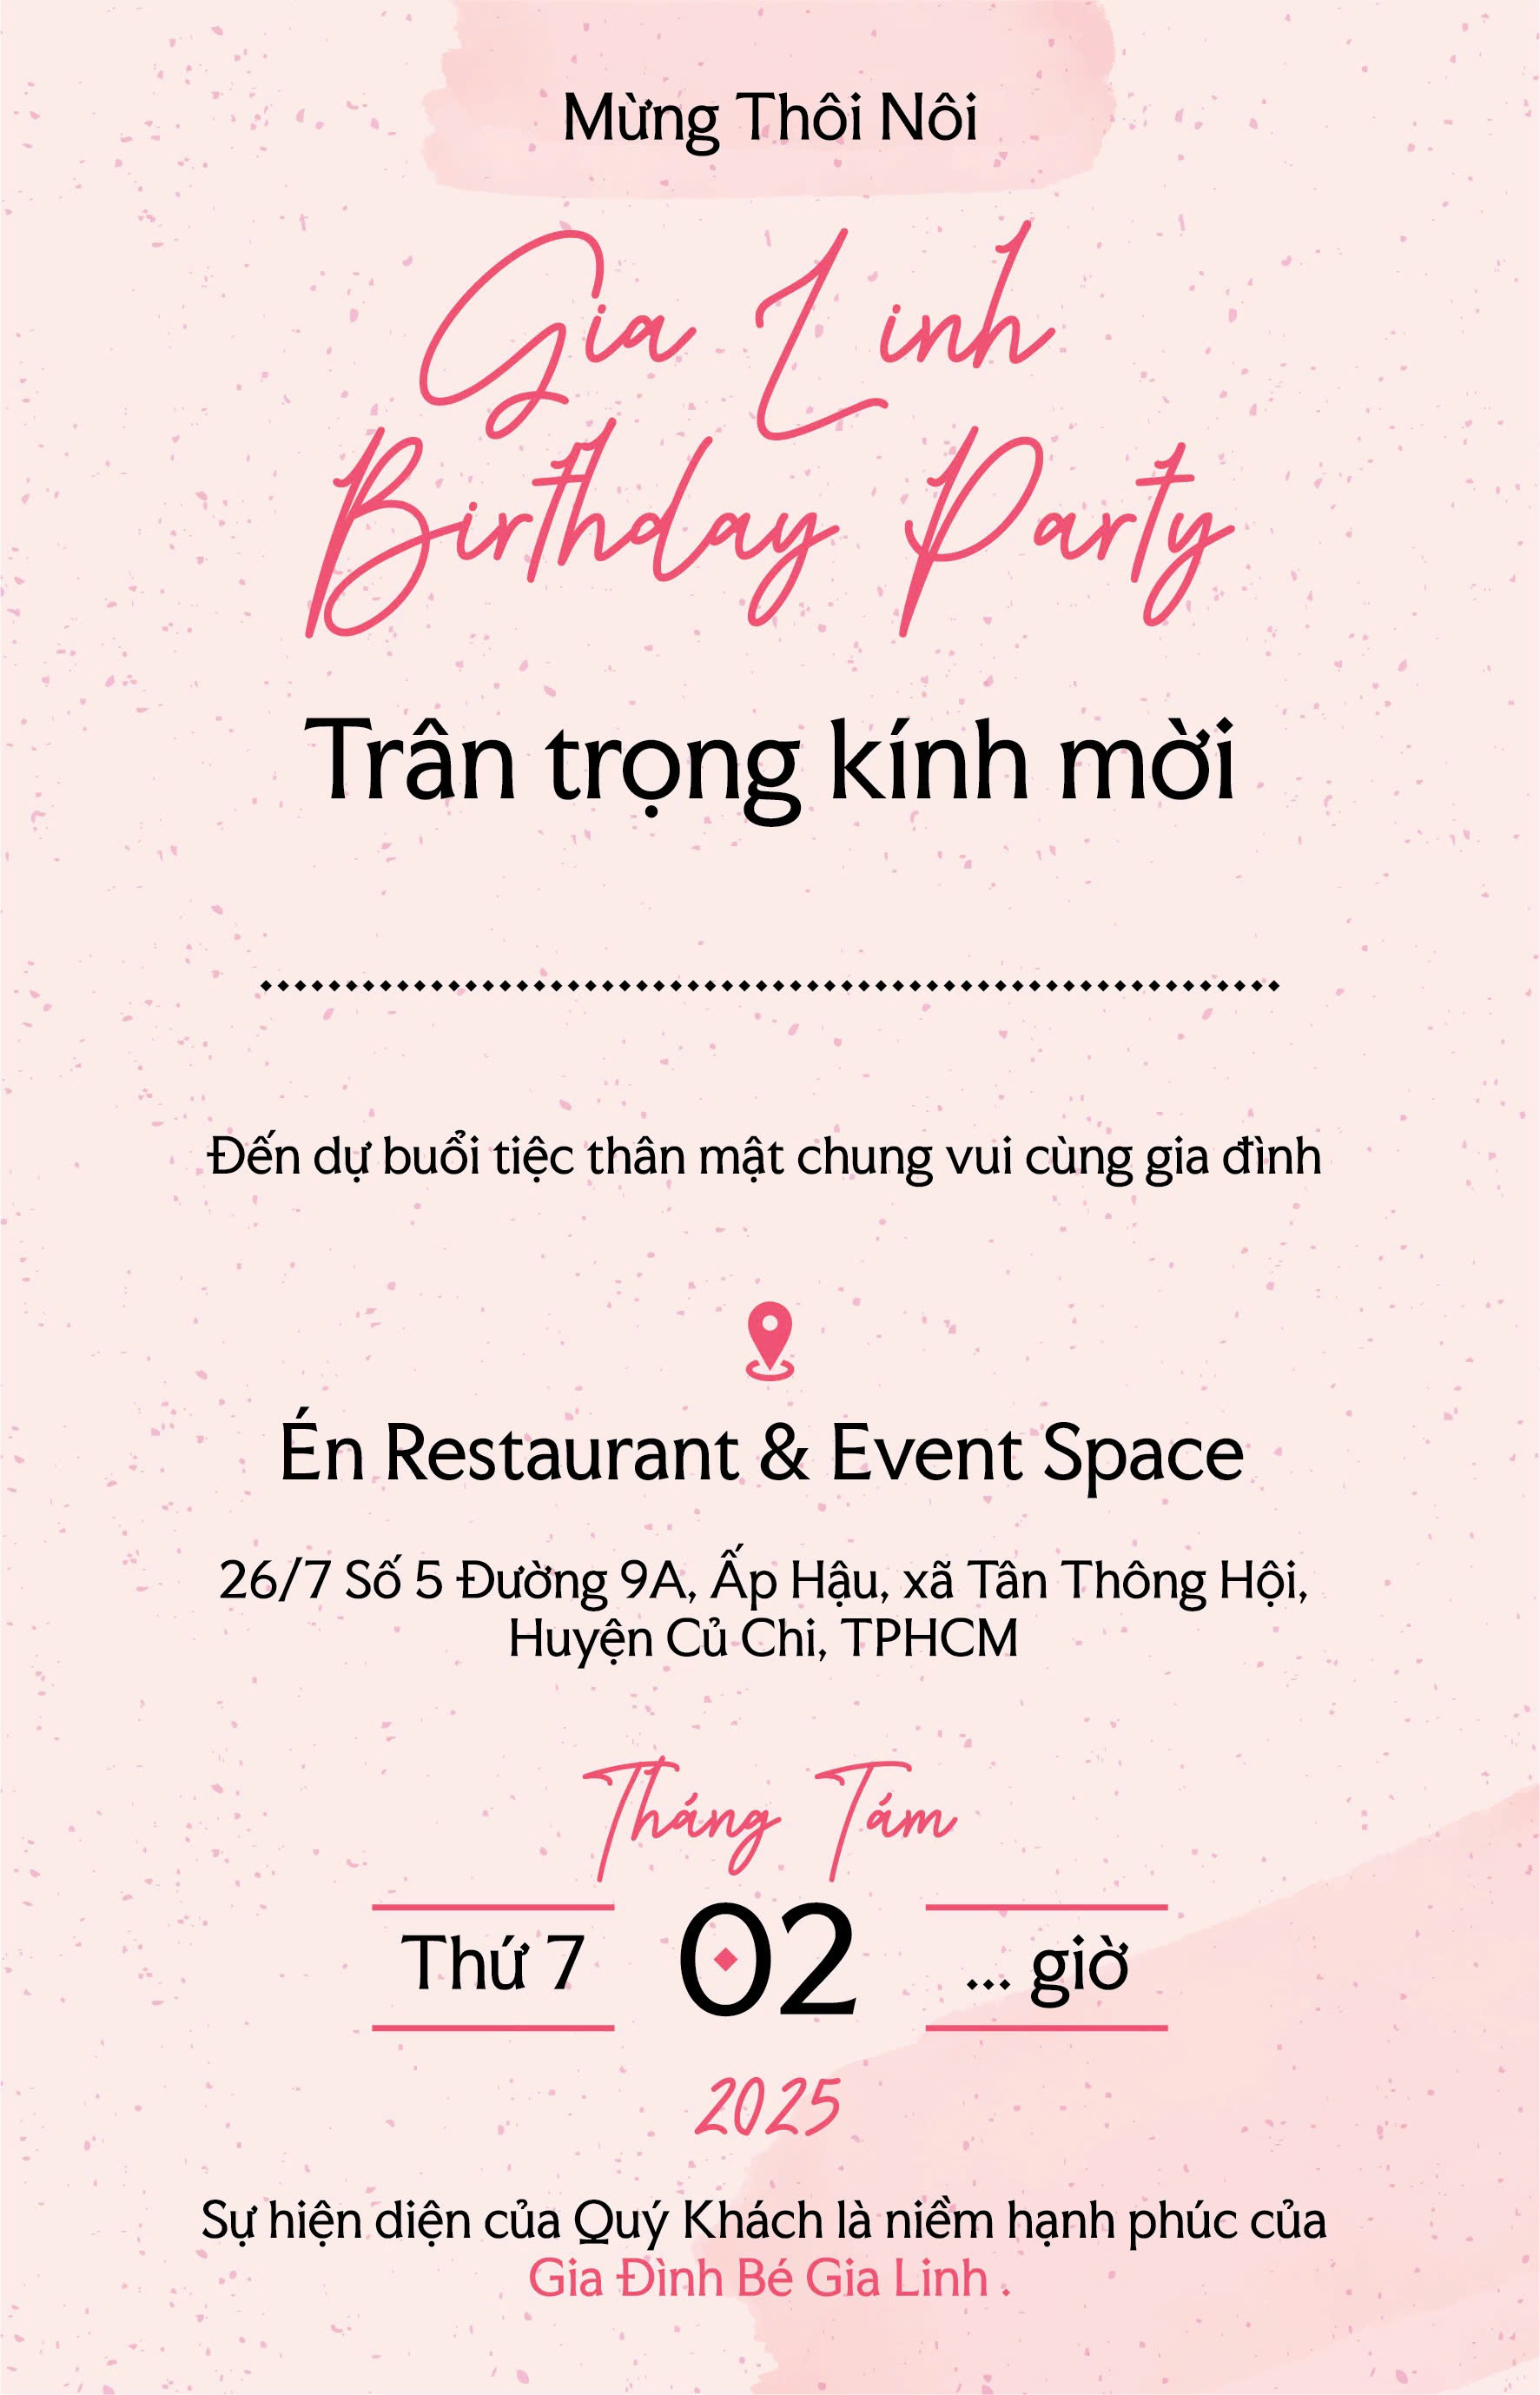 Mừng Thôi Nôi
Gia Linh
Birthday Party
Trân trọng kính mời
Đến dự buổi tiệc thân mật chung vui cùng gia đình
Én Restaurant & Event Space
26/7 Số 5 Đường 9A, Ấp Hậu, xã Tân Thông Hội,
Huyện Củ Chi, TPHCM
Tháng Tám
Thứ 7 02 ... giờ
2025
Sự hiện diện của Quý Khách là niềm hạnh phúc của
Gia Đình Bé Gia Linh .